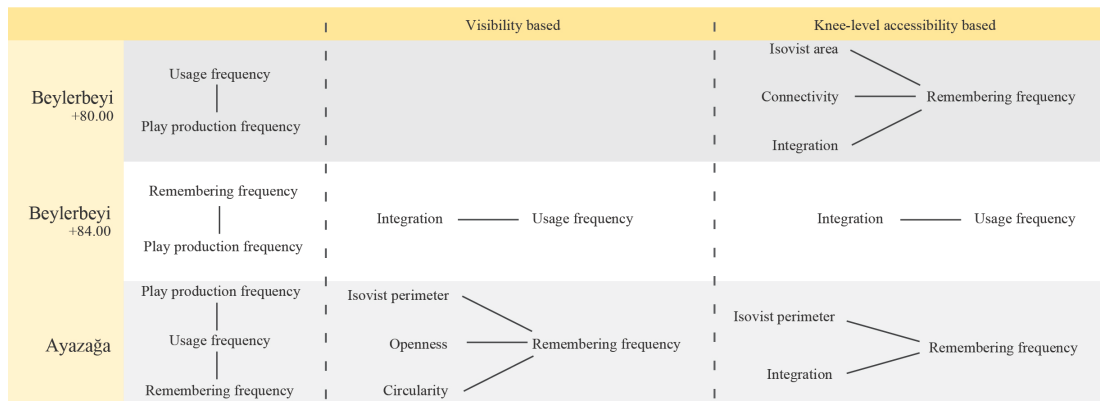 Visibility based
Knee-level accessibility based
Beylerbeyi
+80.00
Usage frequency
Play production frequency
Isovist area
Connectivity
Integration
Remembering frequency
Beylerbeyi
+84.00
Remembering frequency
Play production frequency
Integration
Usage frequency
Integration
Usage frequency
Ayazağa
Play production frequency
Usage frequency
Remembering frequency
Isovist perimeter
Openness
Circularity
Remembering frequency
Isovist perimeter
Integration
Remembering frequency